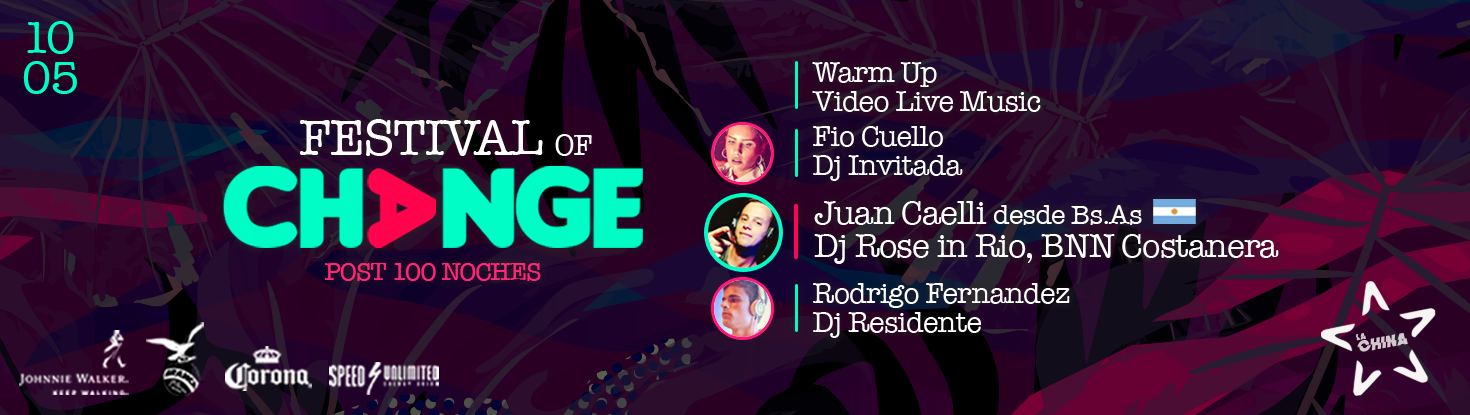 10
05
FESTIVAL OF
CHANGE
POST 100 NOCHES
Warm Up
Video Live Music
Fio Cuello
Dj Invitada
Juan Caelli desde Bs.As
Dj Rose in Rio, BNN Costanera
Rodrigo Fernandez
Dj Residente
JOHNNIE WALKER.
KEEP WALKING.
Corona
SPEED UNLIMITED
LA
CHINA